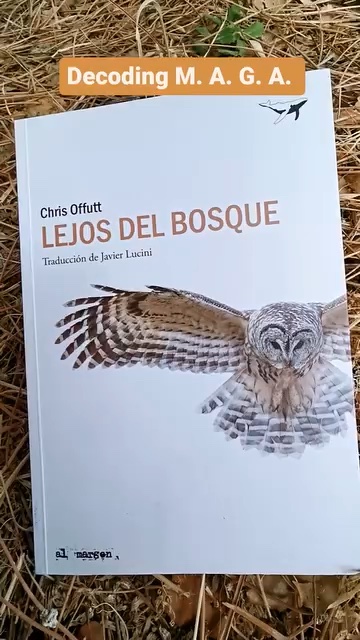 Decoding M. A. G. A.
Chris Offutt
LEJOS DEL BOSQUE
Traducción de Javier Lucini
al margen